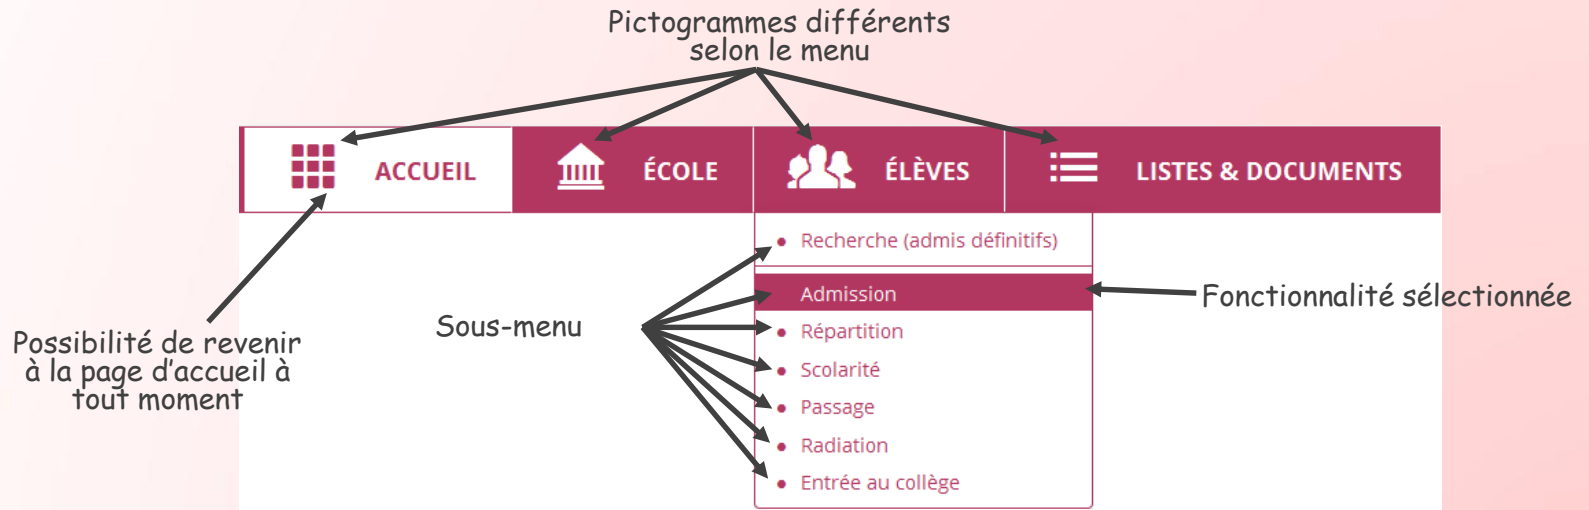 Pictogrammes différents
selon le menu
ACCUEIL
ÉCOLE
ÉLÈVES
LISTES & DOCUMENTS
Recherche (admis définitifs)
Admission
Fonctionnalité sélectionnée
Sous-menu
Répartition
Possibilité de revenir
à la page d'accueil à
tout moment
Scolarité
Passage
Radiation
Entrée au collège